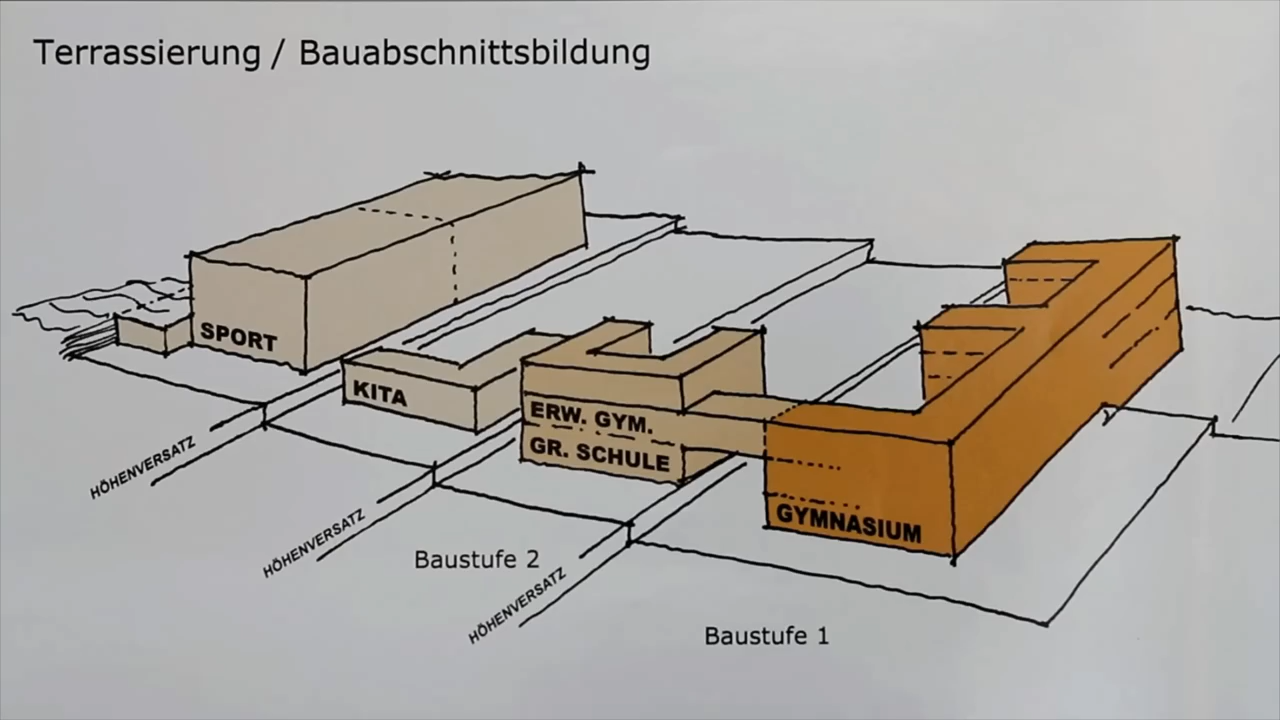 Terrassierung / Bauabschnittsbildung
SPORT
KITA
ERW. GYM.
GR. SCHULE
GYMNASIUM
HÖHENVERSATZ
HÖHENVERSATZ
HÖHENVERSATZ
Baustufe 2
Baustufe 1